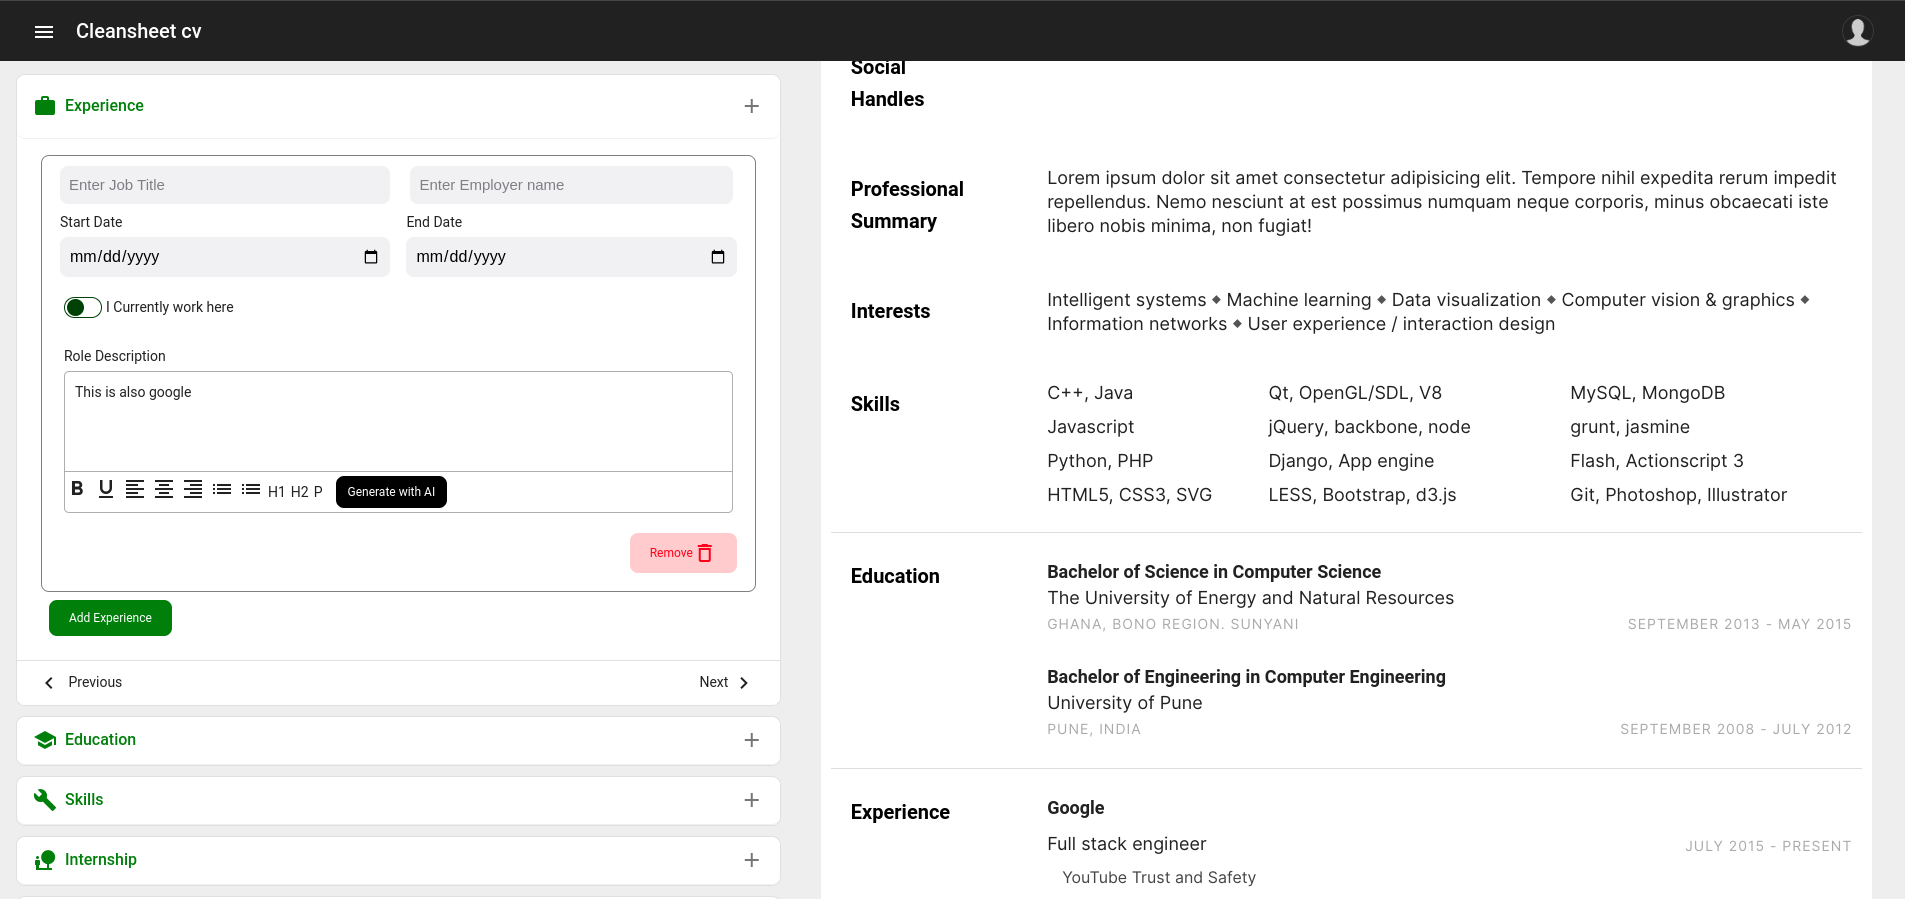 Cleansheet cv
Experience
Enter Job Title
Enter Employer name
Start Date
End Date
mm/dd/yyyy
mm/dd/yyyy
I Currently work here
Role Description
This is also google
B U H1 H2 P Generate with AI
Remove
Add Experience
Previous
Next
Education
Skills
Internship
Social
Handles
Professional
Summary
Lorem ipsum dolor sit amet consectetur adipisicing elit. Tempore nihil expedita rerum impedit
repellendus. Nemo nesciunt at est possimus numquam neque corporis, minus obcaecati iste
libero nobis minima, non fugiat!
Interests
Intelligent systems ◆ Machine learning ◆ Data visualization ◆ Computer vision & graphics ◆
Information networks ◆ User experience / interaction design
Skills
C++, Java
Qt, OpenGL/SDL, V8
MySQL, MongoDB
Javascript
jQuery, backbone, node
grunt, jasmine
Python, PHP
Django, App engine
Flash, Actionscript 3
HTML5, CSS3, SVG
LESS, Bootstrap, d3.js
Git, Photoshop, Illustrator
Education
Bachelor of Science in Computer Science
The University of Energy and Natural Resources
GHANA, BONO REGION. SUNYANI
SEPTEMBER 2013 - MAY 2015
Bachelor of Engineering in Computer Engineering
University of Pune
PUNE, INDIA
SEPTEMBER 2008 - JULY 2012
Experience
Google
Full stack engineer
JULY 2015 - PRESENT
YouTube Trust and Safety